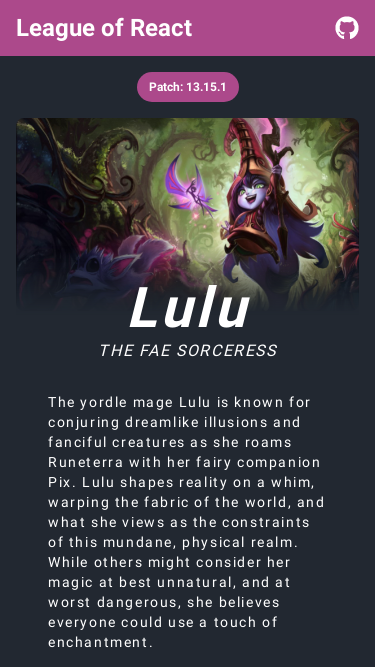 League of React
Patch: 13.15.1
Lulu
THE FAE SORCERESS
The yordle mage Lulu is known for
conjuring dreamlike illusions and
fanciful creatures as she roams
Runeterra with her fairy companion
Pix. Lulu shapes reality on a whim,
warping the fabric of the world, and
what she views as the constraints
of this mundane, physical realm.
While others might consider her
magic at best unnatural, and at
worst dangerous, she believes
everyone could use a touch of
enchantment.